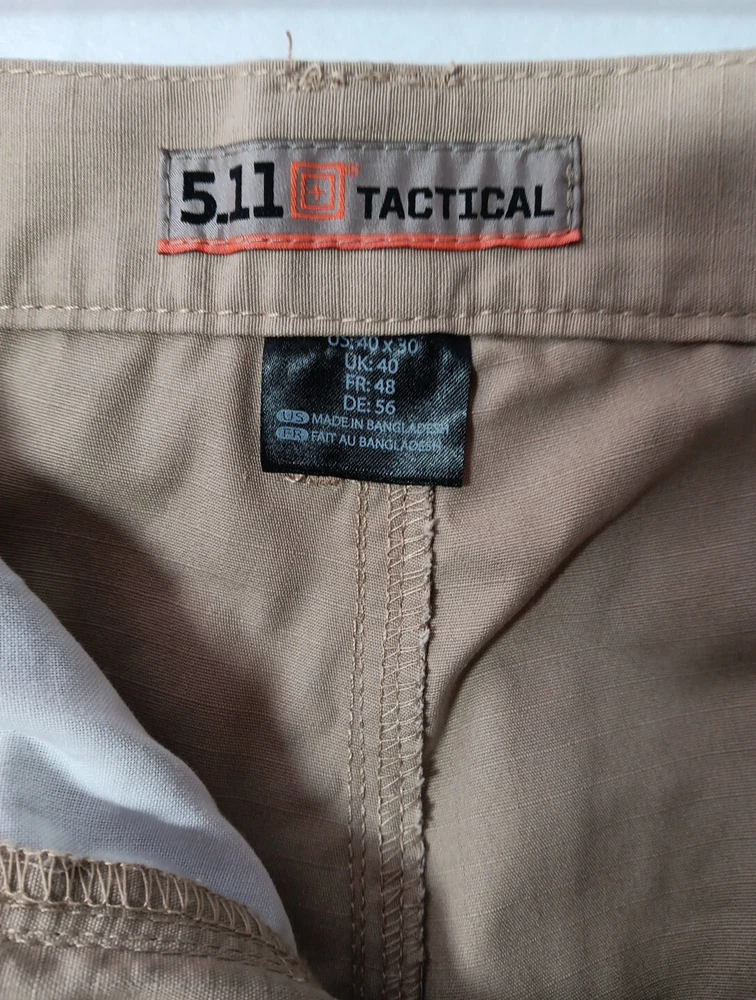 5.11 TACTICAL
US: 40 x 30
UK: 40
FR: 48
DE: 56
US MADE IN BANGLADESH
FR FAIT AU BANGLADESH